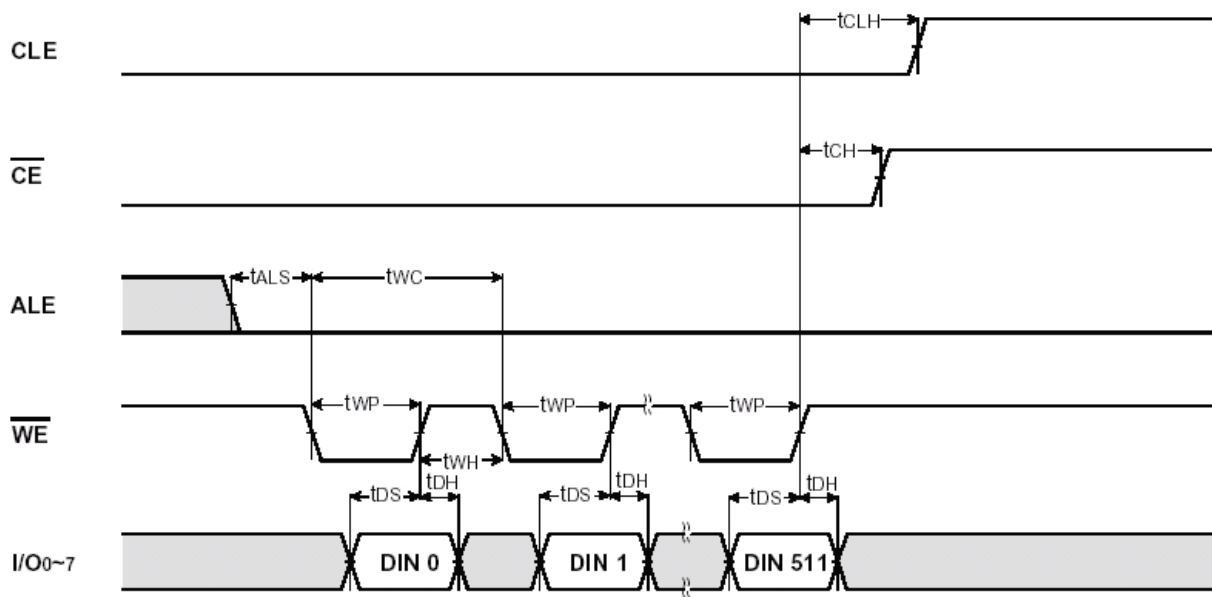 CLE
tCLH
CE
tCH
ALE
tALS
tWC
WE
tWP
tWP
tWP
tWH
tDS
tDH
tDS
tDH
tDS
tDH
I/O0~7
DIN 0
DIN 1
DIN 511